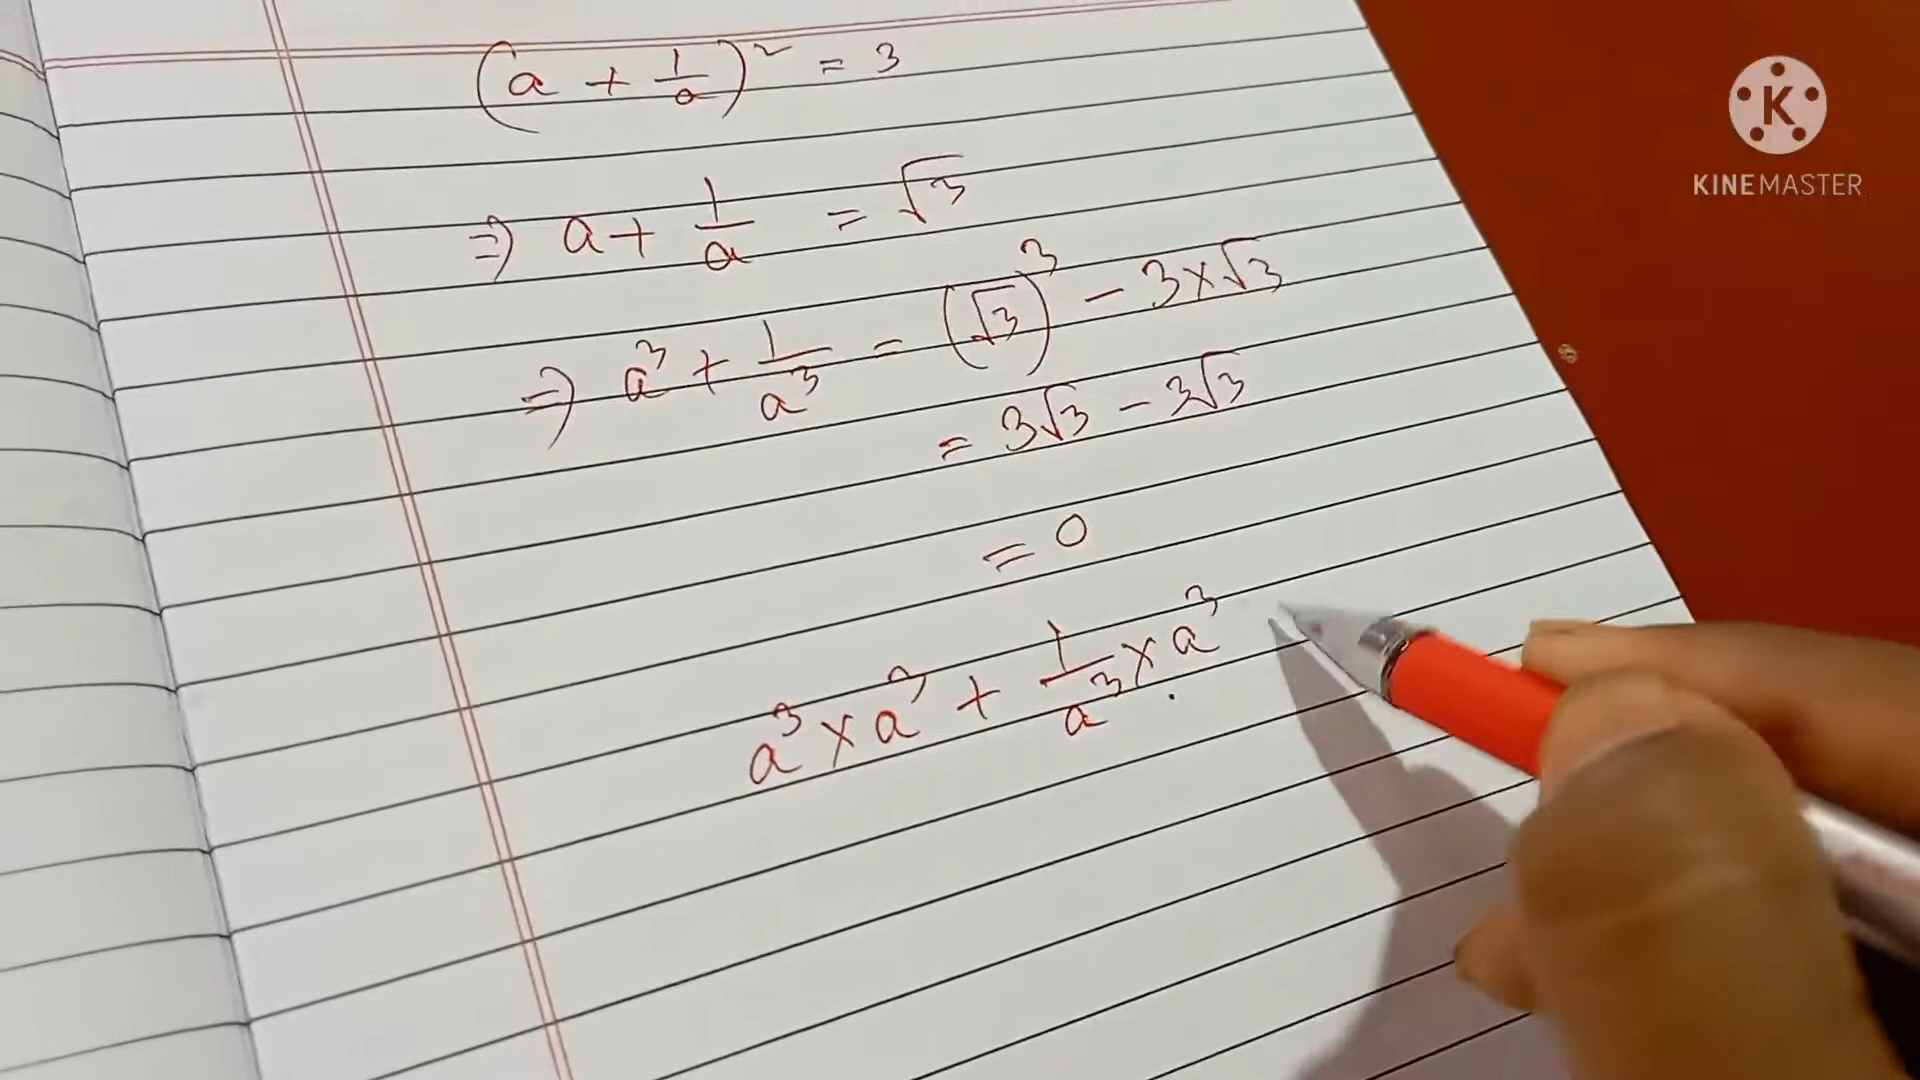 (a + 1/a)² = 3
⇒ a + 1/a = √3
⇒ a³ + 1/a³ = (√3)³ - 3×√3
= 3√3 - 3√3
= 0
a³ × a³ + 1/a³ × a³
K
KINEMASTER